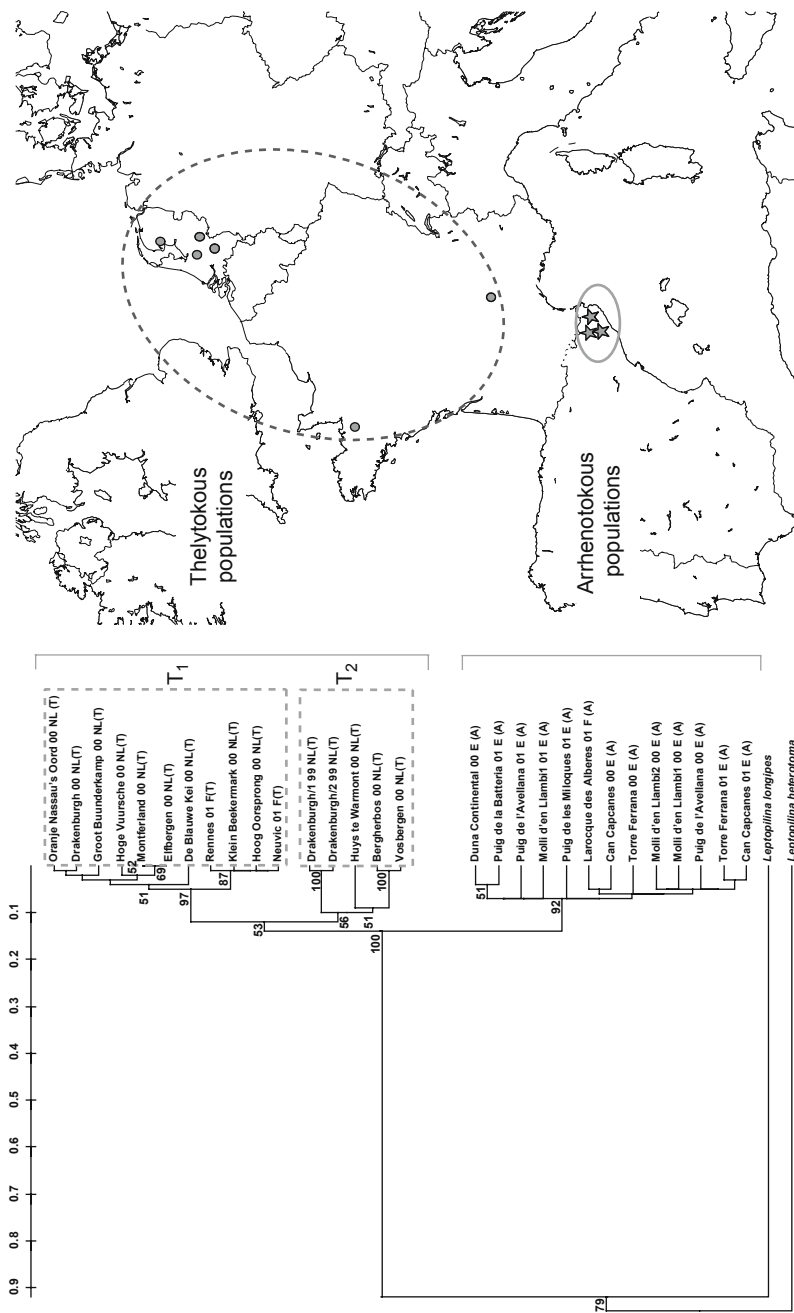 Thelytokous
populations
Arrhenotokous
populations
0.9 0.8 0.7 0.6 0.5 0.4 0.3 0.2 0.1
Oranje Nassau's Oord 00 NL (T)
Drakenburgh 00 NL(T)
Groot Buunderkamp 00 NL(T)
Hoge Vuursche 00 NL(T)
Montferland 00 NL(T)
Elfbergen 00 NL(T)
De Blauwe Kei 00 NL(T)
Rennes 01 F(T)
Klein Beekermark 00 NL(T)
Hoog Oorsprong 00 NL(T)
Neuvic 01 F(T)
T1
Drakenburgh/1 99 NL(T)
Drakenburgh/2 99 NL(T)
Huys te Warmont 00 NL(T)
Bergherbos 00 NL(T)
Vosbergen 00 NL(T)
T2
Duna Continental 00 E (A)
Puig de la Batteria 01 E (A)
Puig de l'Avellana 01 E (A)
Molli d'en Llambi1 01 E (A)
Puig de les Miloques 01 E (A)
Larocque des Alberes 01 F (A)
Can Capcanes 00 E (A)
Torre Ferrana 00 E (A)
Molli d'en Llambi2 00 E (A)
Molli d'en Llambi1 00 E (A)
Puig de l'Avellana 00 E (A)
Torre Ferrana 01 E (A)
Can Capcanes 01 E (A)
Leptopilina longipes
Leptopilina heterotoma
52
69
51
97
87
53
100
56
51
100
100
51
92
79